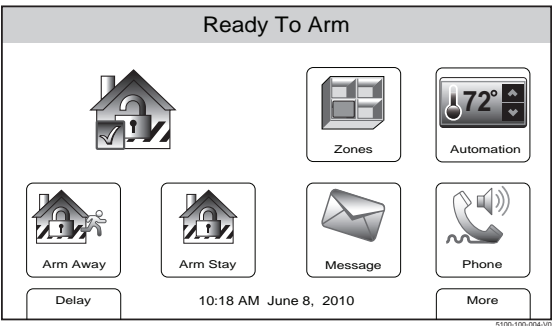 Ready To Arm
72°
Zones
Automation
Arm Away
Arm Stay
Message
Phone
Delay
10:18 AM June 8, 2010
More
5100-100-004-V0